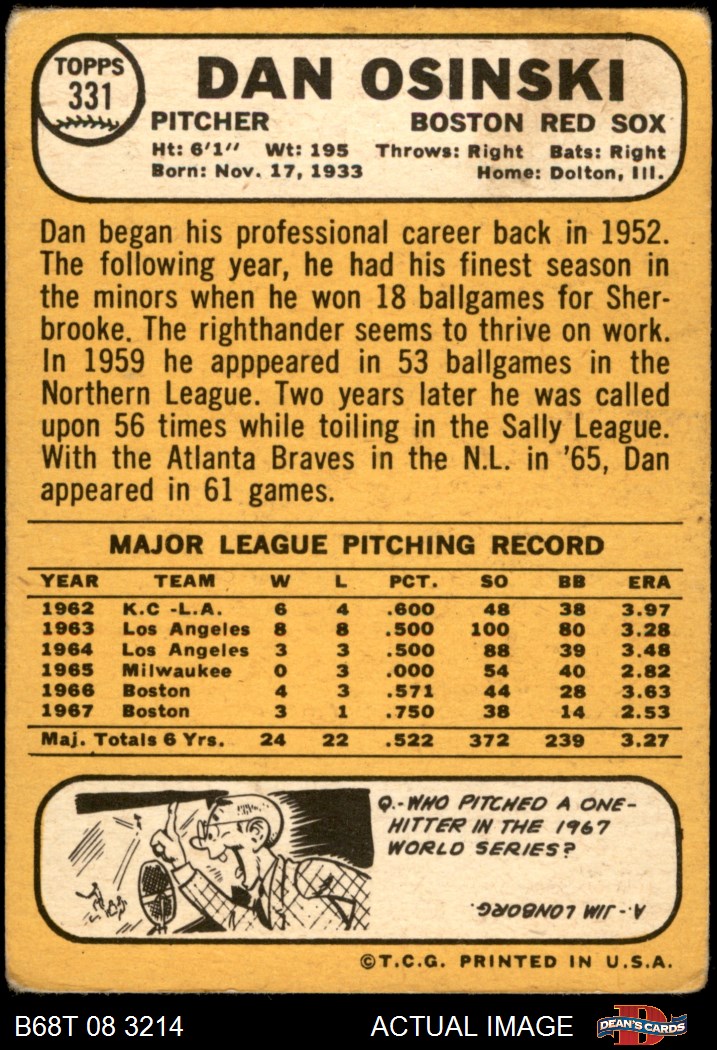 TOPPS
331
DAN OSINSKI
PITCHER BOSTON RED SOX
Ht: 6'1" Wt: 195 Throws: Right Bats: Right
Born: Nov. 17, 1933 Home: Dolton, Ill.
Dan began his professional career back in 1952.
The following year, he had his finest season in
the minors when he won 18 ballgames for Sher-
brooke. The righthander seems to thrive on work.
In 1959 he apppeared in 53 ballgames in the
Northern League. Two years later he was called
upon 56 times while toiling in the Sally League.
With the Atlanta Braves in the N.L. in '65, Dan
appeared in 61 games.
MAJOR LEAGUE PITCHING RECORD
YEAR TEAM W L PCT. SO BB ERA
1962 K.C -L.A. 6 4 .600 48 38 3.97
1963 Los Angeles 8 8 .500 100 80 3.28
1964 Los Angeles 3 3 .500 88 39 3.48
1965 Milwaukee 0 3 .000 54 40 2.82
1966 Boston 4 3 .571 44 28 3.63
1967 Boston 3 1 .750 38 14 2.53
Maj. Totals 6 Yrs. 24 22 .522 372 239 3.27
Q.-WHO PITCHED A ONE-
HITTER IN THE 1967
WORLD SERIES?
A.- JIM LONBORG.
©T.C.G. PRINTED IN U.S.A.
B68T 08 3214 ACTUAL IMAGE DEAN'S CARDS